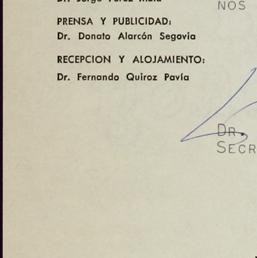 NOS
PRENSA Y PUBLICIDAD:
Dr. Donato Alarcón Segovia
RECEPCION Y ALOJAMIENTO:
Dr. Fernando Quiroz Pavía
DR.
SECR